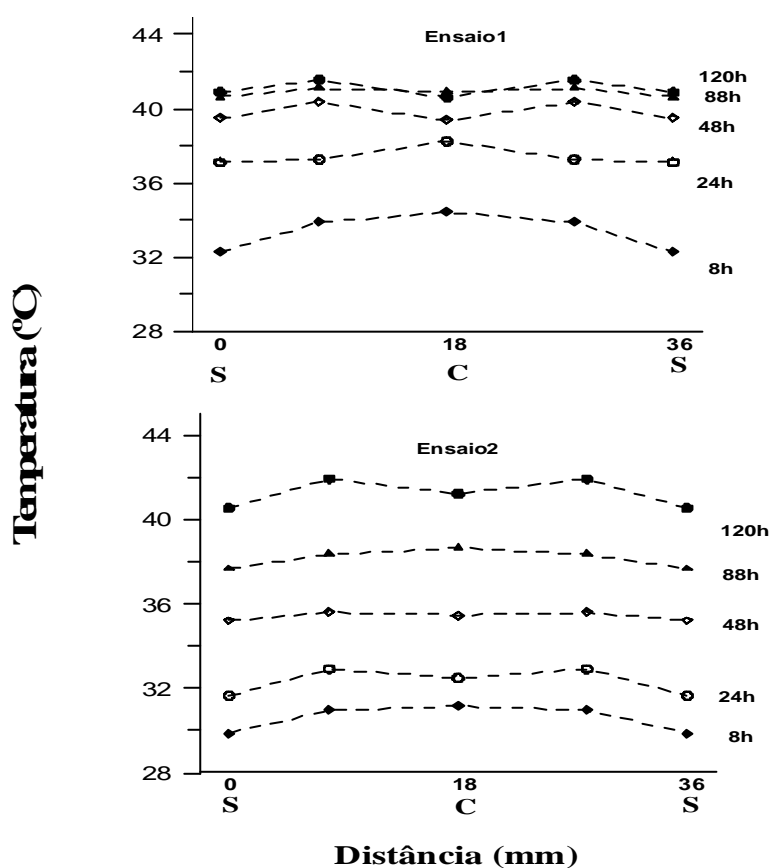 Temperatura (ºC)
Ensaio1
44
40
36
32
28
120h
88h
48h
24h
8h
0
18
36
S
C
S
Ensaio2
44
40
36
32
28
120h
88h
48h
24h
8h
0
18
36
S
C
S
Distância (mm)